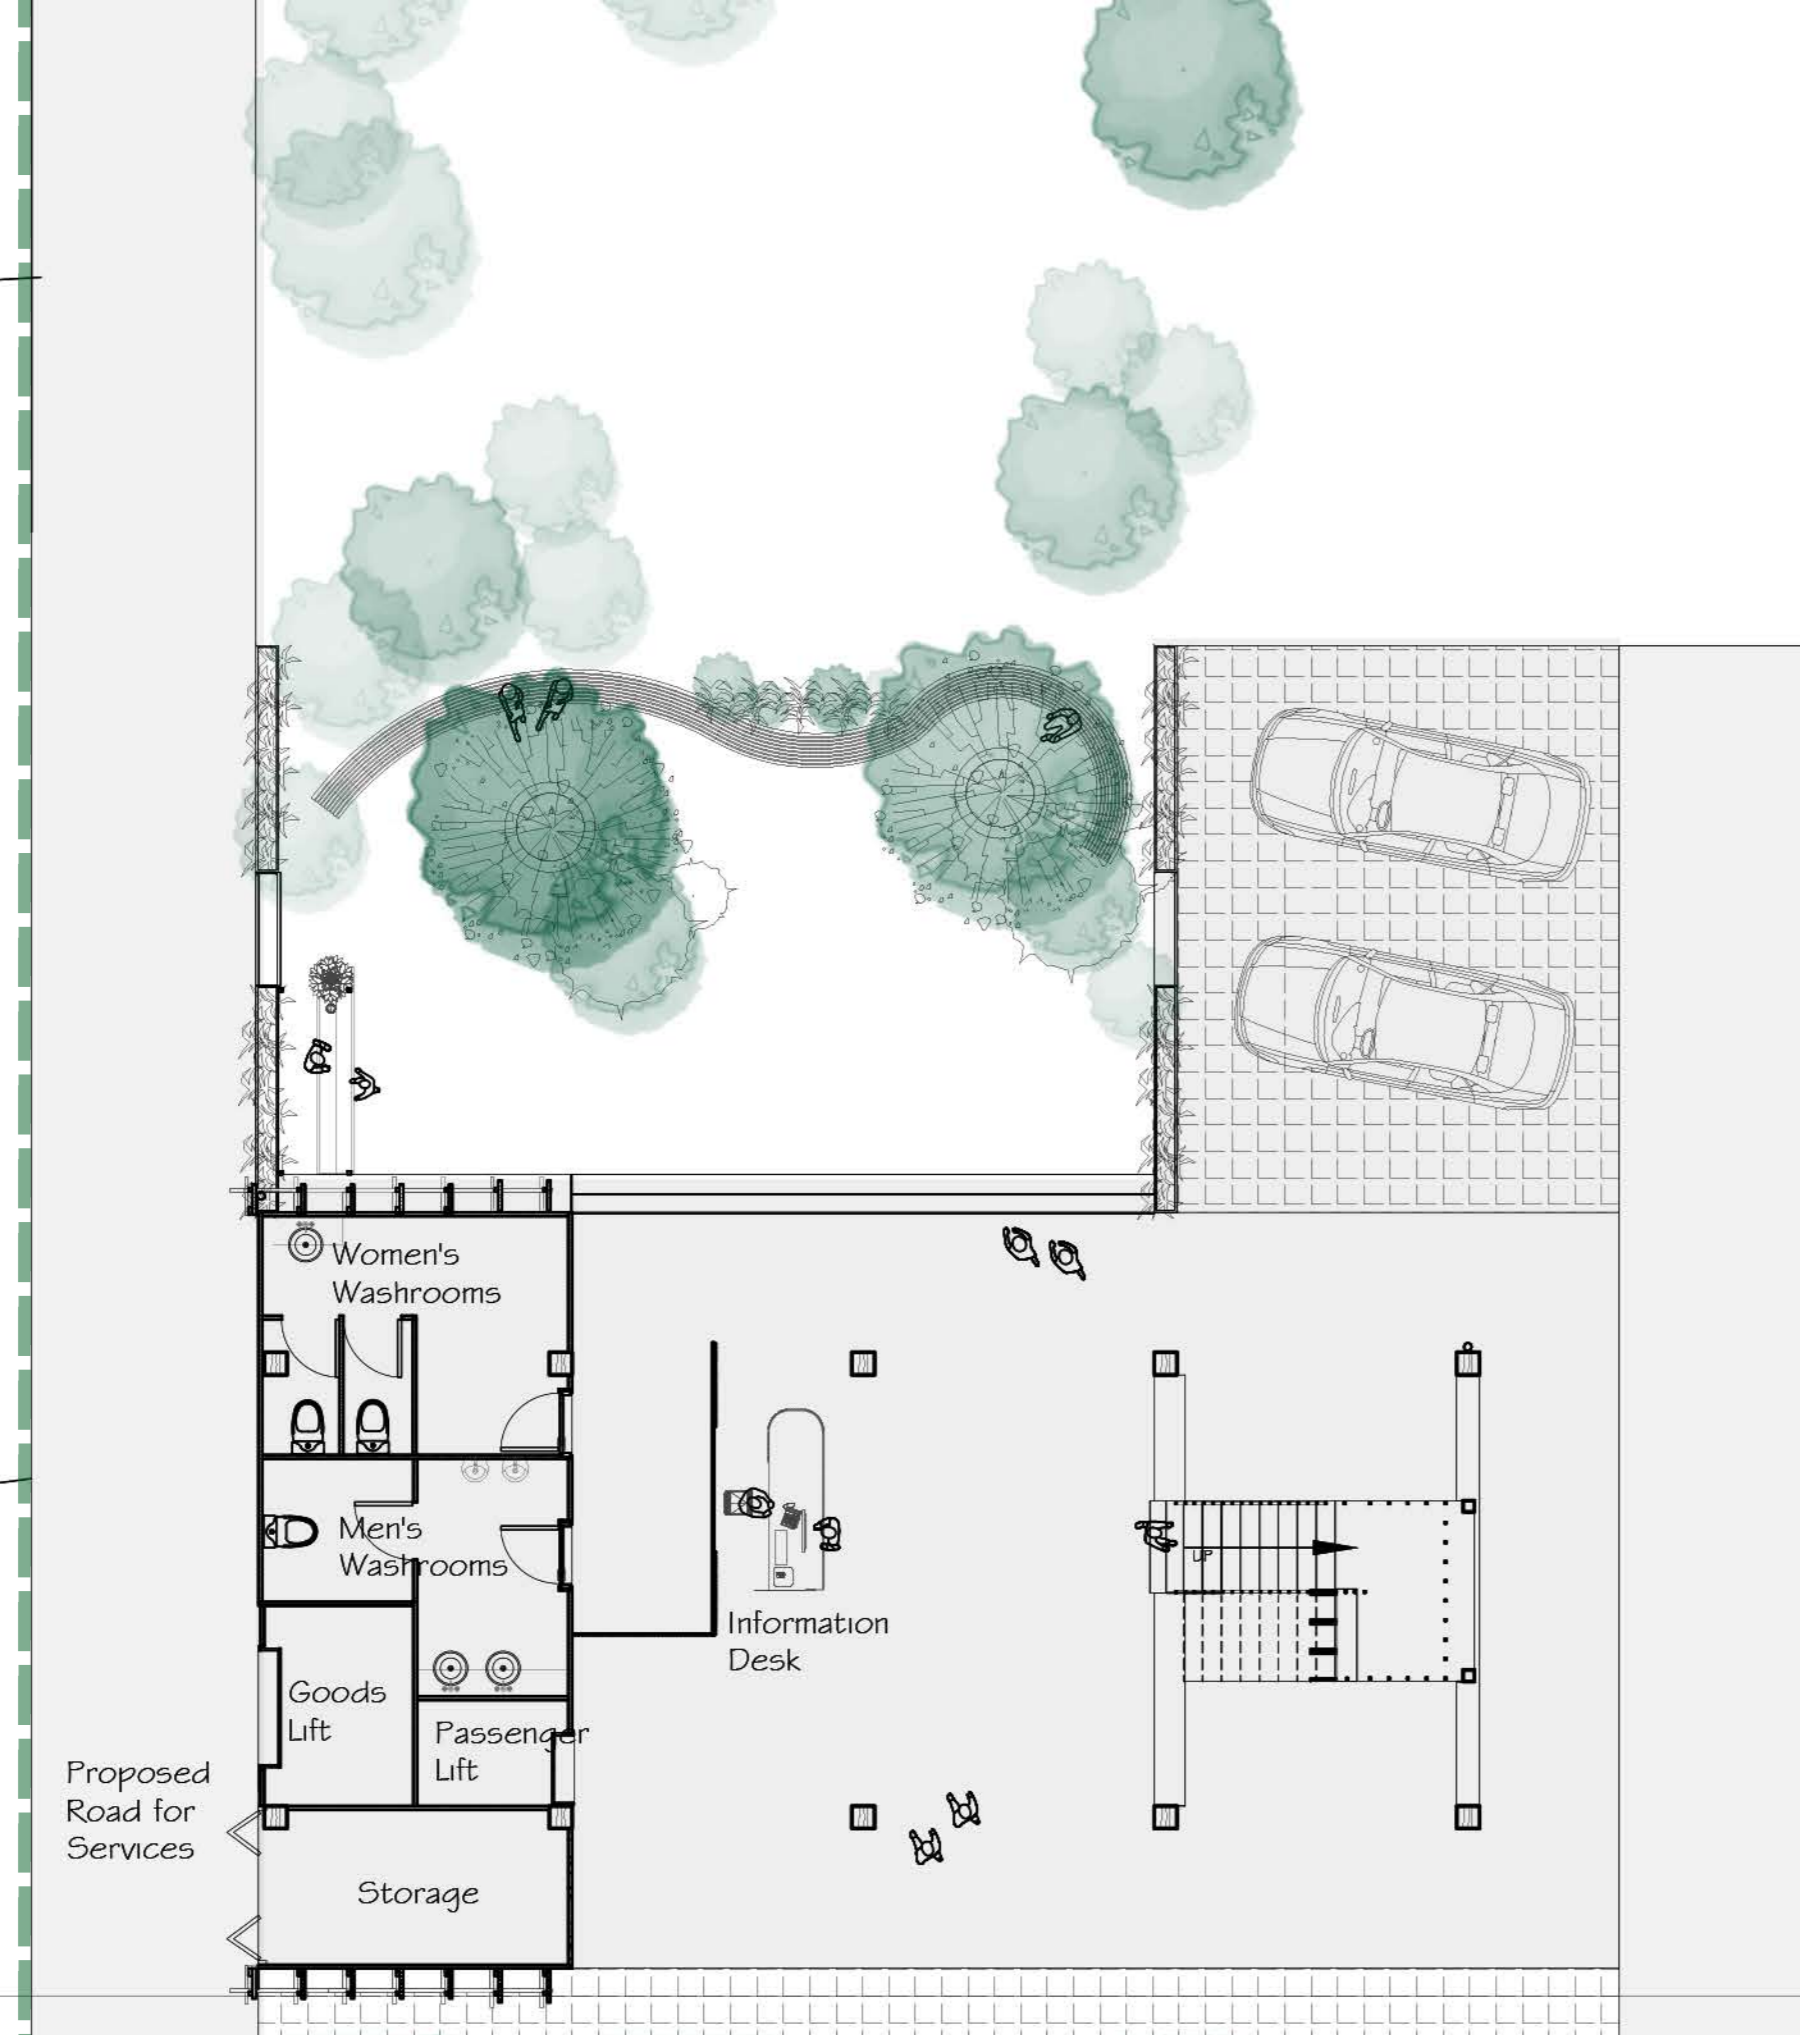 Women's
Washrooms
Men's
Washrooms
UP
Information
Desk
Goods
Lift
Passenger
Lift
Proposed
Road for
Services
Storage